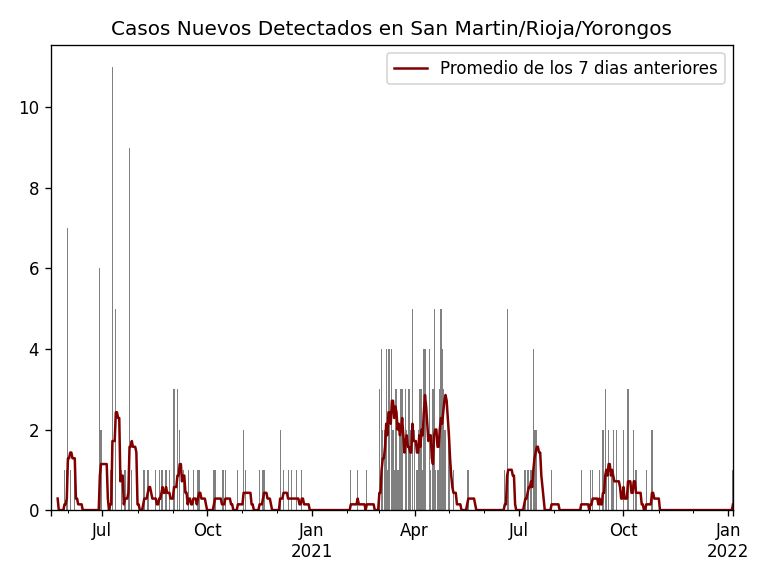 Casos Nuevos Detectados en San Martin/Rioja/Yorongos
Promedio de los 7 dias anteriores
10
8
6
4
2
0
Jul
Oct
Jan
2021
Apr
Jul
Oct
Jan
2022